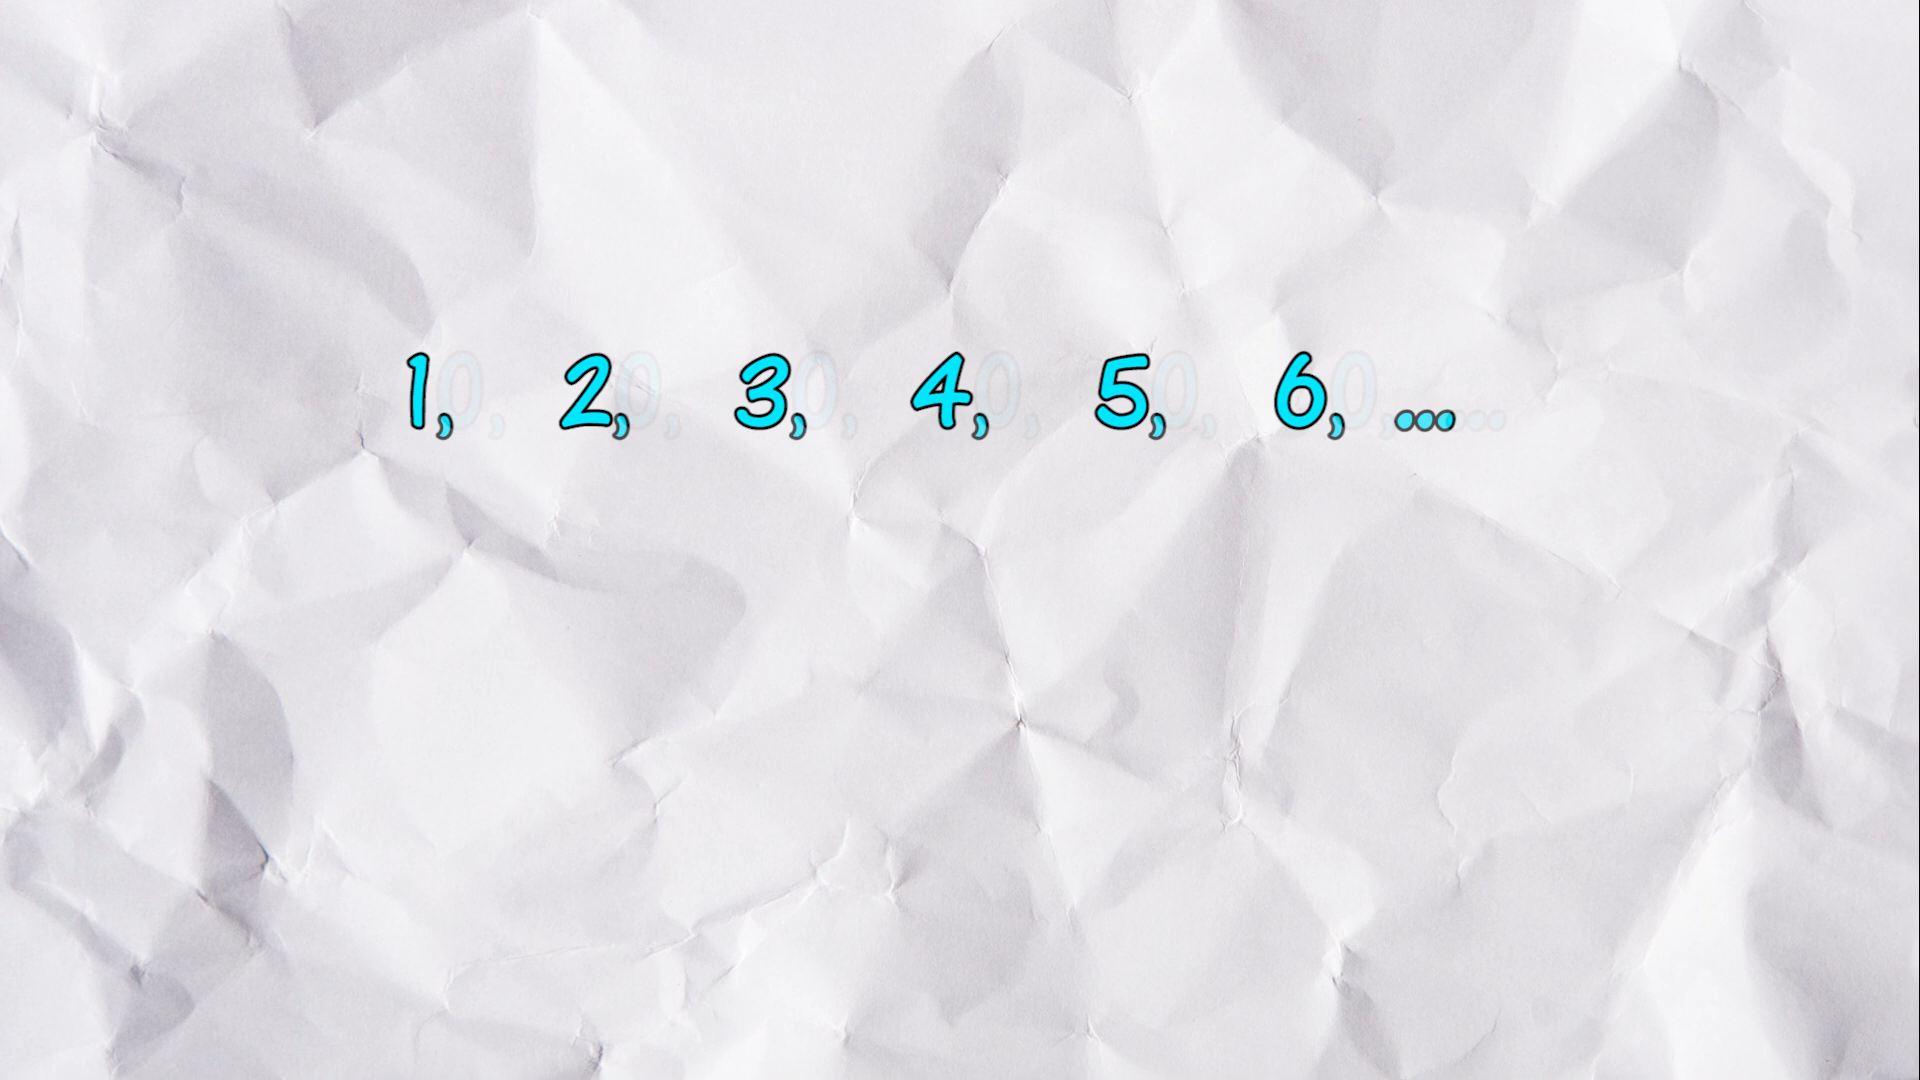 1, 2, 3, 4, 5, 6, ...